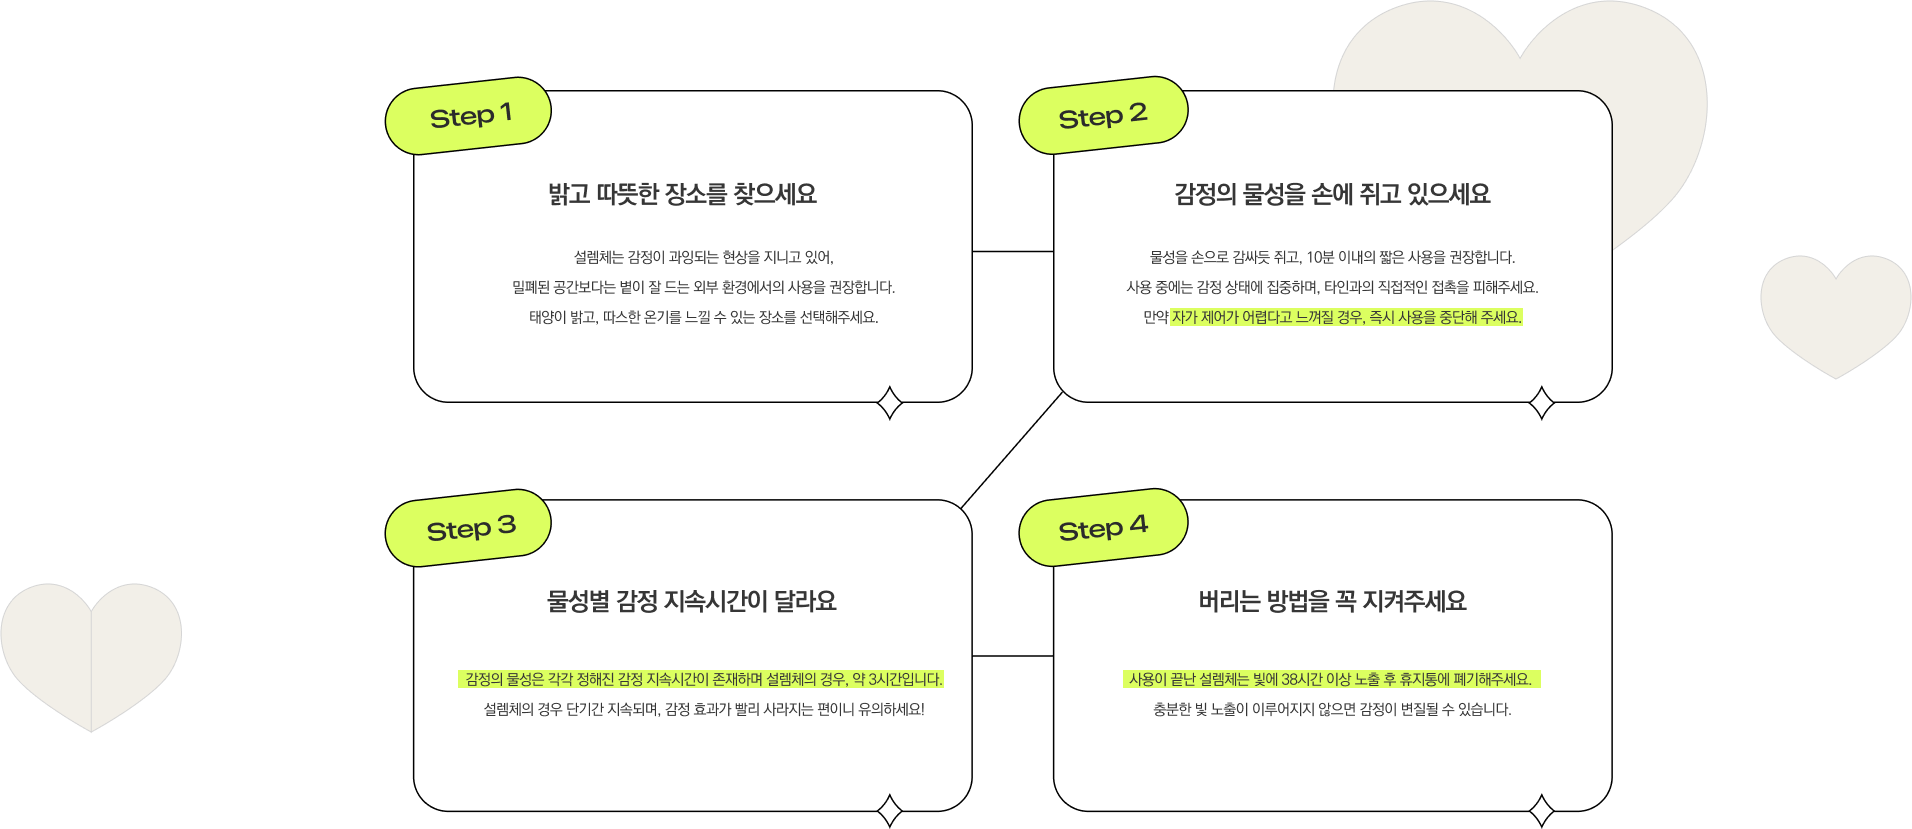 Step 1
밝고 따뜻한 장소를 찾으세요
설렘체는 감정이 과잉되는 현상을 지니고 있어,
밀폐된 공간보다는 볕이 잘 드는 외부 환경에서의 사용을 권장합니다.
태양이 밝고, 따스한 온기를 느낄 수 있는 장소를 선택해주세요.
Step 2
감정의 물성을 손에 쥐고 있으세요
물성을 손으로 감싸듯 쥐고, 10분 이내의 짧은 사용을 권장합니다.
사용 중에는 감정 상태에 집중하며, 타인과의 직접적인 접촉을 피해주세요.
만약 자가 제어가 어렵다고 느껴질 경우, 즉시 사용을 중단해 주세요.
Step 3
물성별 감정 지속시간이 달라요
감정의 물성은 각각 정해진 감정 지속시간이 존재하며 설렘체의 경우, 약 3시간입니다.
설렘체의 경우 단기간 지속되며, 감정 효과가 빨리 사라지는 편이니 유의하세요!
Step 4
버리는 방법을 꼭 지켜주세요
사용이 끝난 설렘체는 빛에 38시간 이상 노출 후 휴지통에 폐기해주세요.
충분한 빛 노출이 이루어지지 않으면 감정이 변질될 수 있습니다.